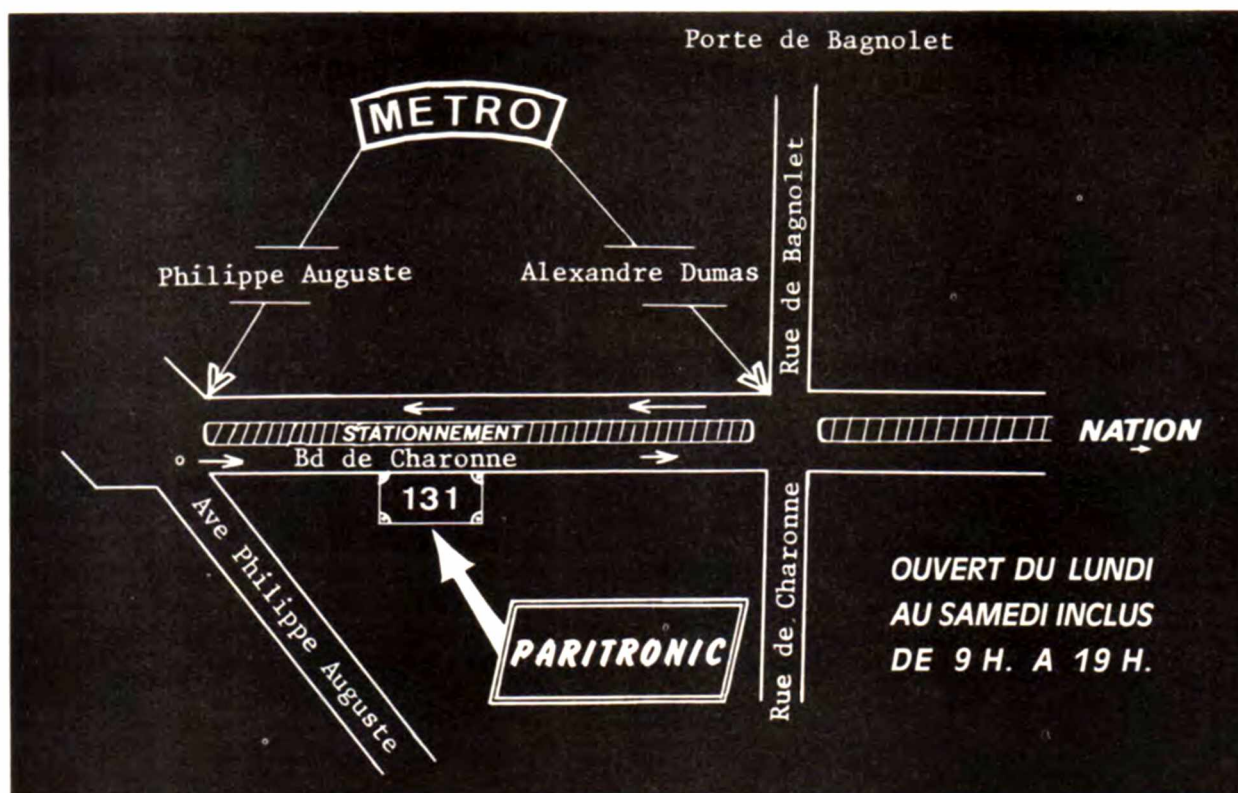 Porte de Bagnolet
METRO
Rue de Bagnolet
Philippe Auguste
Alexandre Dumas
STATIONNEMENT
NATION
Bd de Charonne
131
Ave Philippe Auguste
PARITRONIC
Rue de Charonne
OUVERT DU LUNDI
AU SAMEDI INCLUS
DE 9 H. A 19 H.